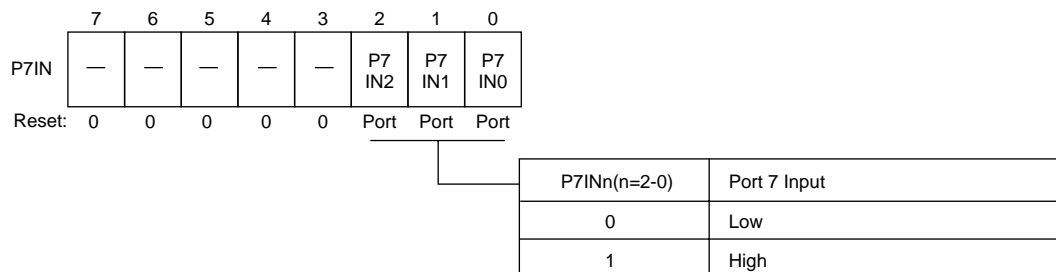 7 6 5 4 3 2 1 0
P7IN — — — — — P7 IN2 P7 IN1 P7 IN0
Reset: 0 0 0 0 0 Port Port Port
P7INn(n=2-0) Port 7 Input
0 Low
1 High